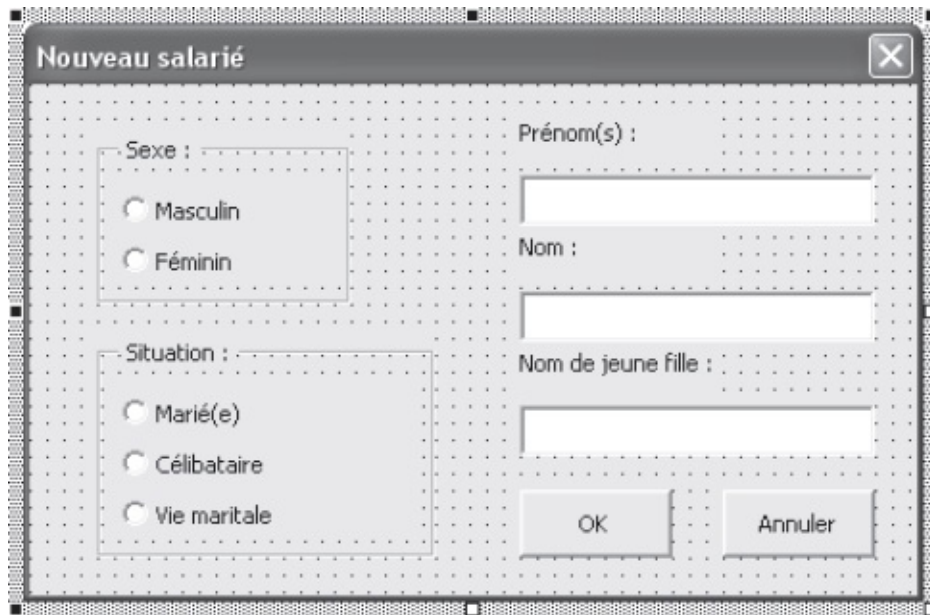 Nouveau salarié
Sexe :
Masculin
Féminin
Situation :
Marié(e)
Célibataire
Vie maritale
Prénom(s) :
Nom :
Nom de jeune fille :
OK
Annuler